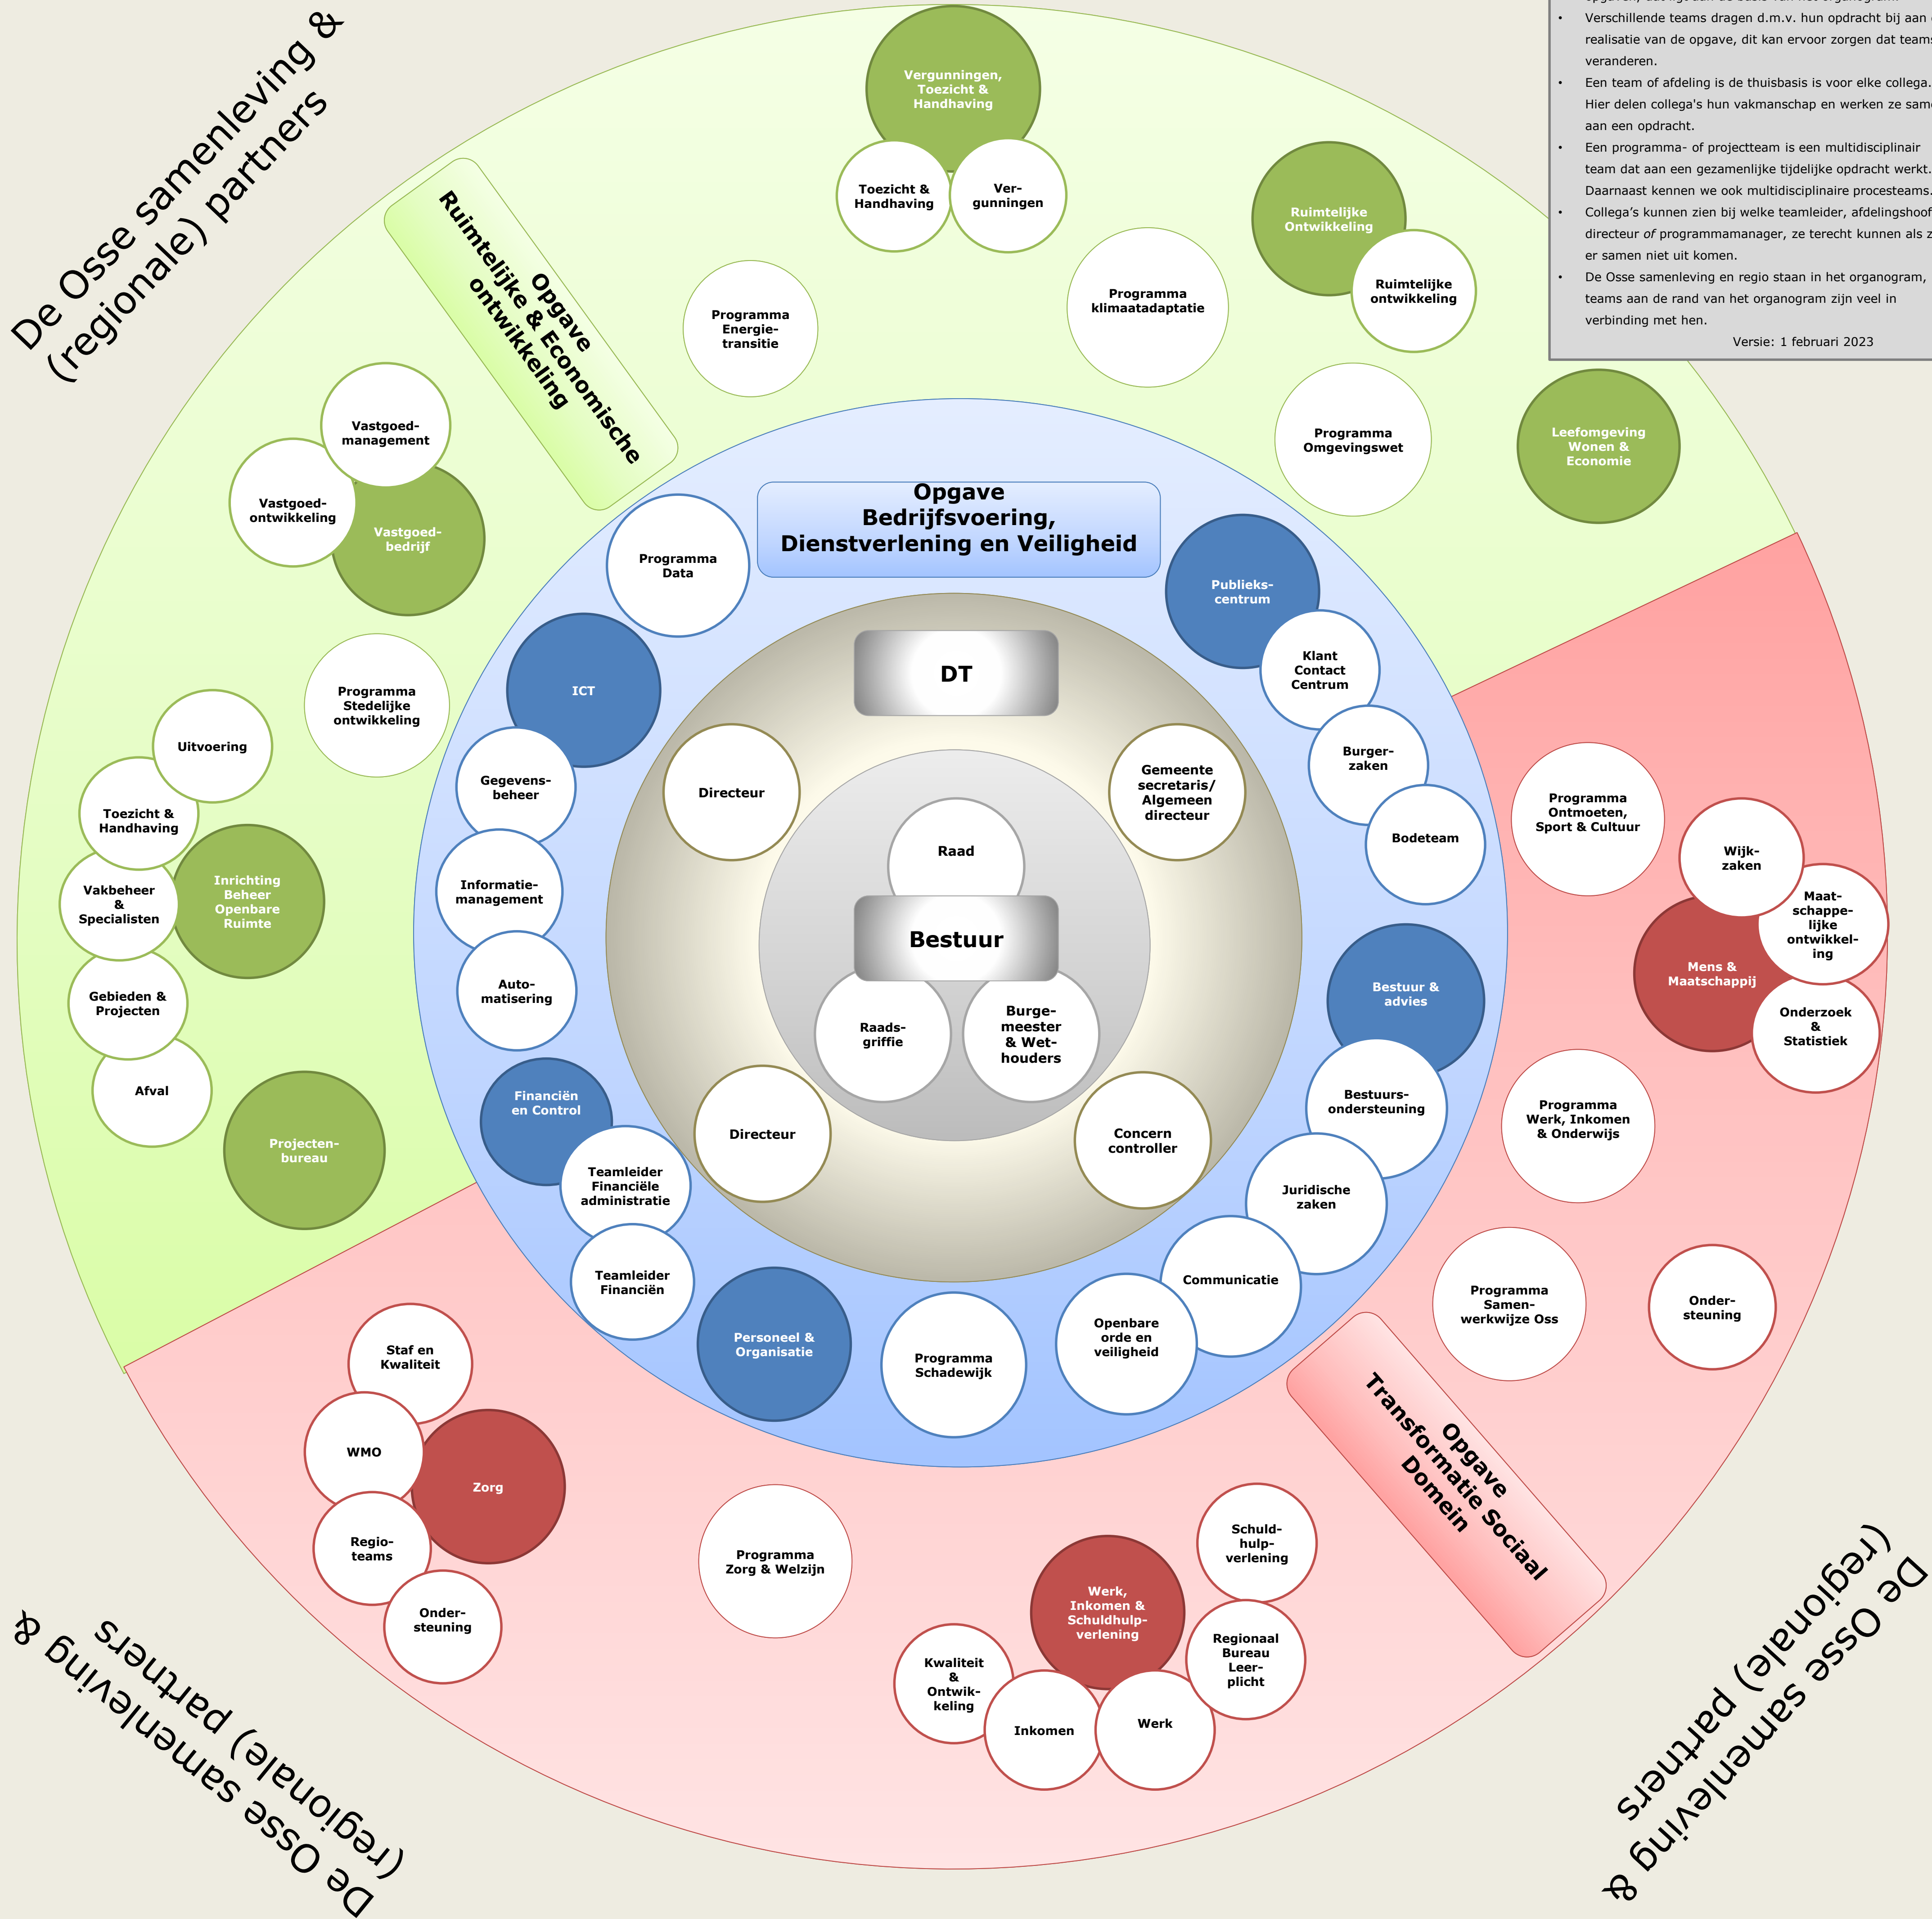 De Osse samenleving &
(regionale) partners
• Verschillende teams dragen d.m.v. hun opdracht bij aan
realisatie van de opgave, dit kan ervoor zorgen dat teams
veranderen.
• Een team of afdeling is de thuisbasis is voor elke collega.
Hier delen collega's hun vakmanschap en werken ze
aan een opdracht.
• Een programma- of projectteam is een multidisciplinair
team dat aan een gezamenlijke tijdelijke opdracht werkt.
Daarnaast kennen we ook multidisciplinaire procesteams.
• Collega's kunnen zien bij welke teamleider,
directeur of programmamanager, ze terecht kunnen als
er samen niet uit komen.
• De Osse samenleving en regio staan in het organogram,
teams aan de rand van het organogram zijn veel in
verbinding met hen.
Versie: 1 februari 2023
Opgave
Ruimtelijke & Economische
ontwikkeling
Vergunningen,
Toezicht &
Handhaving
Toezicht &
Handhaving
Ver-
gunningen
Ruimtelijke
Ontwikkeling
Ruimtelijke
ontwikkeling
Programma
Energie-
transitie
Programma
klimaatadaptatie
Programma
Omgevingswet
Leefomgeving
Wonen &
Economie
Vastgoed-
management
Vastgoed-
ontwikkeling
Vastgoed-
bedrijf
Programma
Stedelijke
ontwikkeling
Uitvoering
Toezicht &
Handhaving
Vakbeheer
&
Specialisten
Inrichting
Beheer
Openbare
Ruimte
Gebieden &
Projecten
Afval
Projecten-
bureau
Opgave
Bedrijfsvoering,
Dienstverlening en Veiligheid
Programma
Data
ICT
Gegevens-
beheer
Informatie-
management
Auto-
matisering
Financiën
en Control
Teamleider
Financiële
administratie
Teamleider
Financiën
Personeel &
Organisatie
Programma
Schadewijk
Openbare
orde en
veiligheid
Communicatie
Juridische
zaken
Bestuurs-
ondersteuning
Bestuur &
advies
Bodeteam
Burger-
zaken
Klant
Contact
Centrum
Publieks-
centrum
DT
Directeur
Gemeente
secretaris/
Algemeen
directeur
Directeur
Concern
controller
Raad
Bestuur
Raads-
griffie
Burge-
meester
& Wet-
houders
Programma
Ontmoeten,
Sport & Cultuur
Wijk-
zaken
Maat-
schappe-
lijke
ontwikkel-
ing
Mens &
Maatschappij
Onderzoek
&
Statistiek
Programma
Werk, Inkomen
& Onderwijs
Programma
Samen-
werkwijze Oss
Onder-
steuning
Opgave
Transformatie Sociaal
Domein
Staf en
Kwaliteit
WMO
Zorg
Regio-
teams
Onder-
steuning
Programma
Zorg & Welzijn
Schuld-
hulp-
verlening
Werk,
Inkomen &
Schuldhulp-
verlening
Regionaal
Bureau
Leer-
plicht
Kwaliteit
&
Ontwik-
keling
Inkomen
Werk
De Osse samenleving &
(regionale) partners
De Osse samenleving &
(regionale) partners